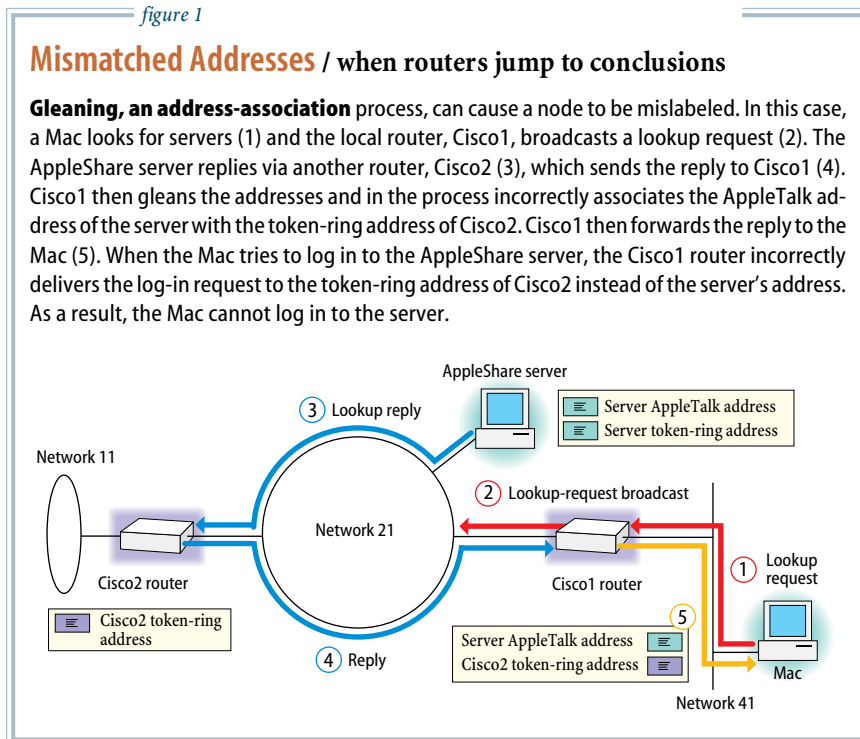 figure 1
Mismatched Addresses / when routers jump to conclusions
Gleaning, an address-association process, can cause a node to be mislabeled. In this case,
a Mac looks for servers (1) and the local router, Cisco1, broadcasts a lookup request (2). The
AppleShare server replies via another router, Cisco2 (3), which sends the reply to Cisco1 (4).
Cisco1 then gleans the addresses and in the process incorrectly associates the AppleTalk ad-
dress of the server with the token-ring address of Cisco2. Cisco1 then forwards the reply to the
Mac (5). When the Mac tries to log in to the AppleShare server, the Cisco1 router incorrectly
delivers the log-in request to the token-ring address of Cisco2 instead of the server's address.
As a result, the Mac cannot log in to the server.
AppleShare server
3 Lookup reply
Server AppleTalk address
Server token-ring address
Network 11
2 Lookup-request broadcast
Network 21
Cisco2 router
Cisco1 router
1 Lookup
request
Cisco2 token-ring
address
5
4 Reply
Server AppleTalk address
Cisco2 token-ring address
Mac
Network 41